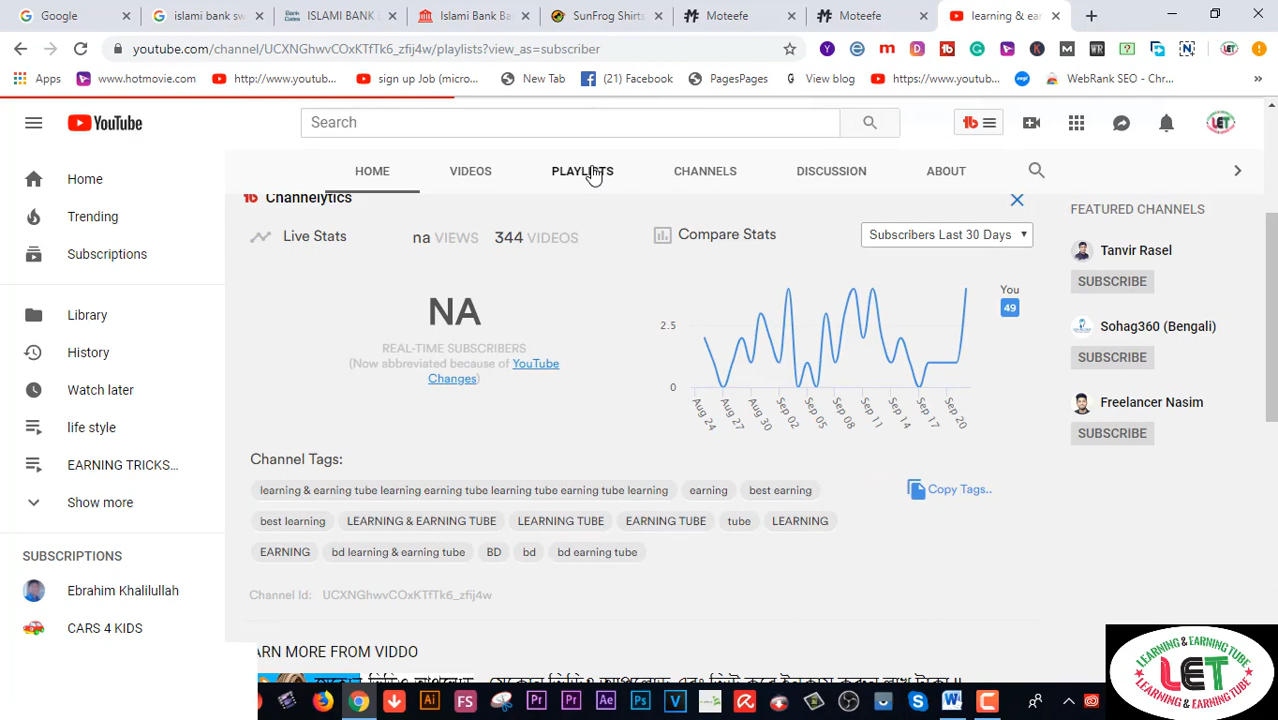 Google
islami bank sw
ISLAMI BANK
Islami Bank Ba
SunFrog Shirts
Moteefe
Moteefe
learning & ear
youtube.com/channel/UCXNGhwvCOxKTfTk6_zfij4w/playlists?view_as=subscriber
Apps
www.hotmovie.com
http://www.youtub...
sign up Job (micro...
New Tab
(21) Facebook
PagesPages
View blog
https://www.youtub...
WebRank SEO - Chr...
YouTube
Search
HOME
VIDEOS
PLAYLISTS
CHANNELS
DISCUSSION
ABOUT
Home
Trending
Subscriptions
Library
History
Watch later
life style
EARNING TRICKS...
Show more
SUBSCRIPTIONS
Ebrahim Khalilullah
CARS 4 KIDS
Channelytics
Live Stats
na VIEWS 344 VIDEOS
Compare Stats
Subscribers Last 30 Days
NA
REAL-TIME SUBSCRIBERS
(Now abbreviated because of YouTube
Changes)
You
49
2.5
0
Aug 24
Aug 27
Aug 30
Sep 02
Sep 05
Sep 08
Sep 11
Sep 14
Sep 17
Sep 20
Channel Tags:
Copy Tags..
learning & earning tube learning earning tube learning tube earning tube learning
earning
best earning
best learning
LEARNING & EARNING TUBE
LEARNING TUBE
EARNING TUBE
tube
LEARNING
EARNING
bd learning & earning tube
BD
bd
bd earning tube
Channel Id: UCXNGhwvCOxKTfTk6_zfij4w
ARN MORE FROM VIDDO
FEATURED CHANNELS
Tanvir Rasel
SUBSCRIBE
Sohag360 (Bengali)
SUBSCRIBE
Freelancer Nasim
SUBSCRIBE
LEARNING & EARNING TUBE
LET
LEARNING & EARNING TUBE